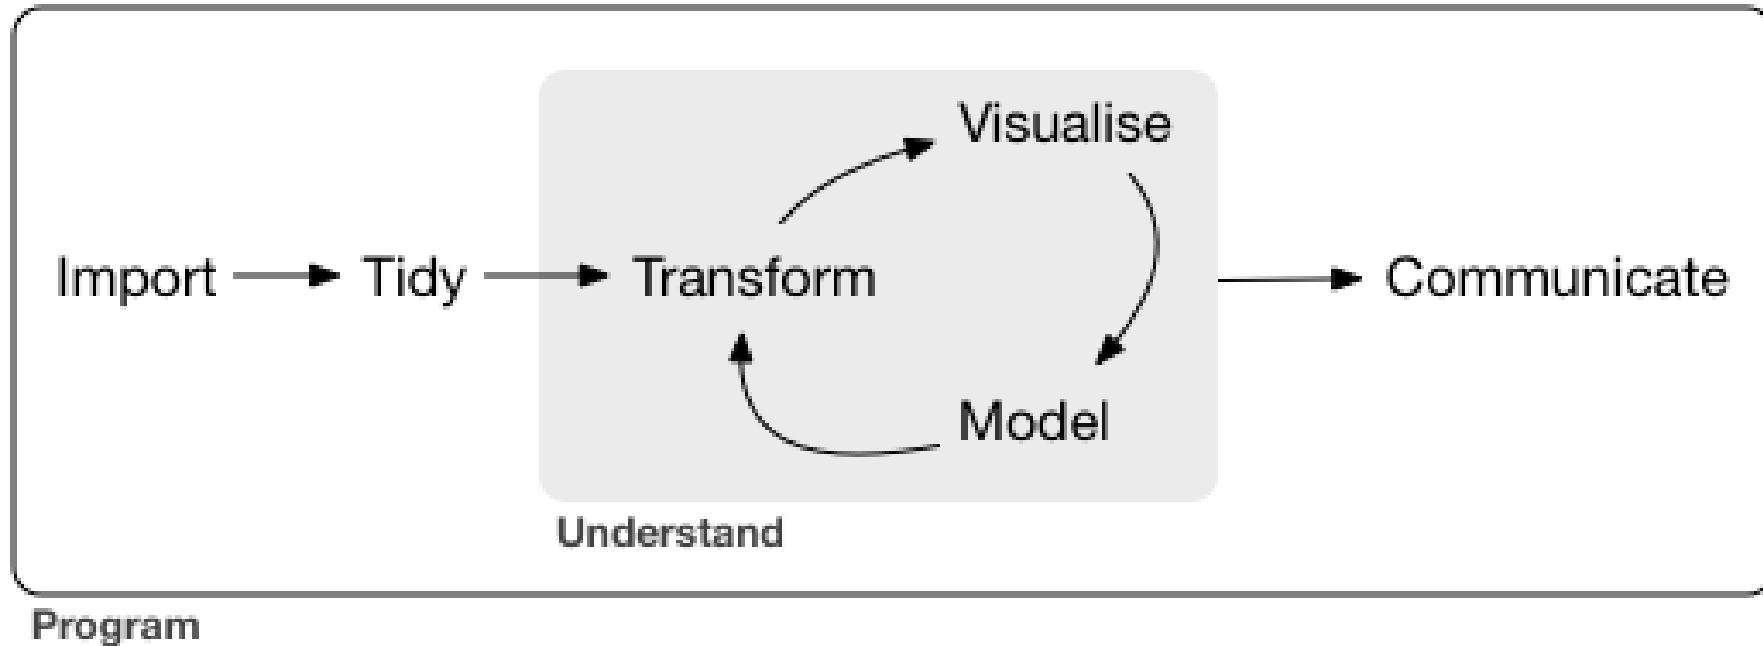 Visualise
Import
Tidy
Transform
Communicate
Model
Understand
Program